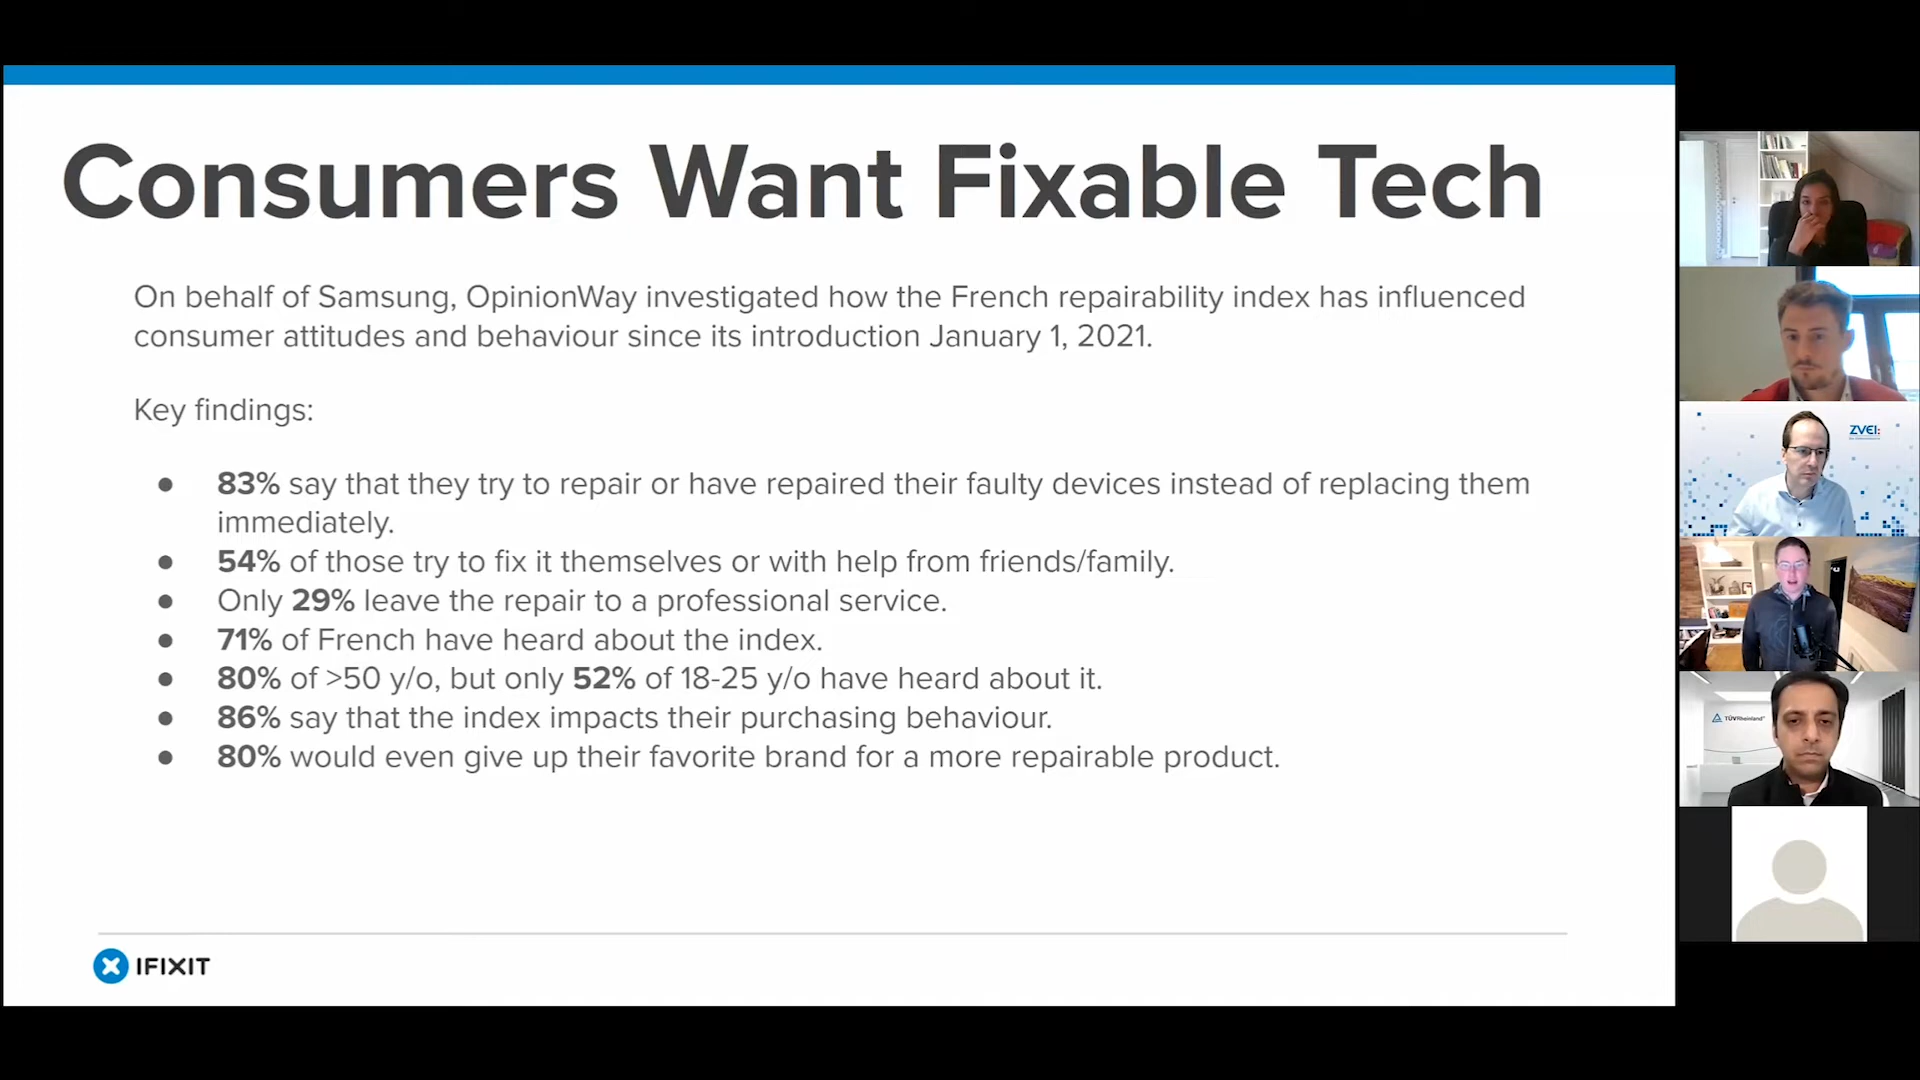 Consumers Want Fixable Tech
On behalf of Samsung, OpinionWay investigated how the French repairability index has influenced
consumer attitudes and behaviour since its introduction January 1, 2021.
Key findings:
● 83% say that they try to repair or have repaired their faulty devices instead of replacing them
immediately.
● 54% of those try to fix it themselves or with help from friends/family.
● Only 29% leave the repair to a professional service.
● 71% of French have heard about the index.
● 80% of >50 y/o, but only 52% of 18-25 y/o have heard about it.
● 86% say that the index impacts their purchasing behaviour.
● 80% would even give up their favorite brand for a more repairable product.
IFIXIT
ZVEI:
TÜVRheinland